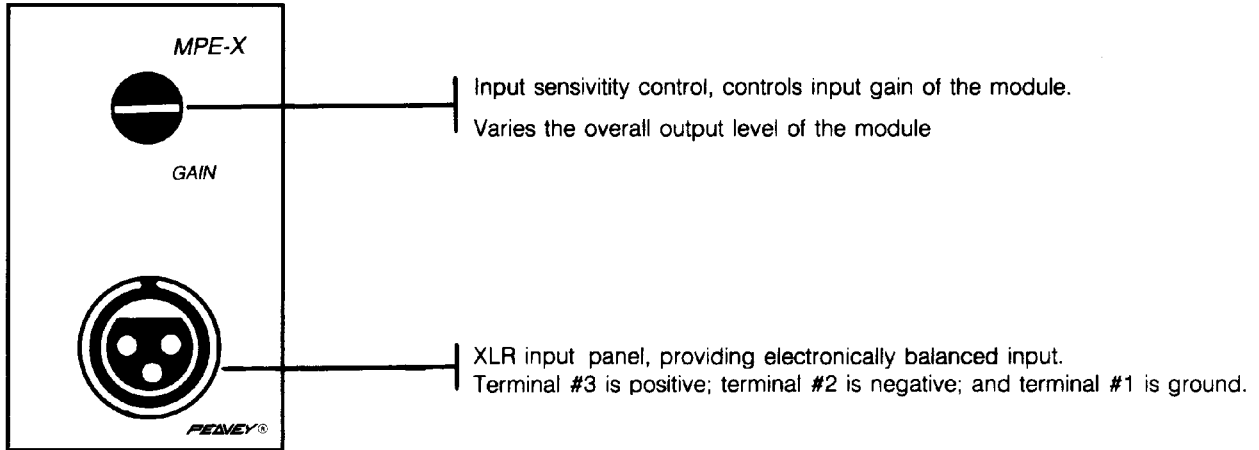 MPE-X
Input sensivitity control, controls input gain of the module.
Varies the overall output level of the module
GAIN
XLR input panel, providing electronically balanced input.
Terminal #3 is positive; terminal #2 is negative; and terminal #1 is ground.
PEAVEY®